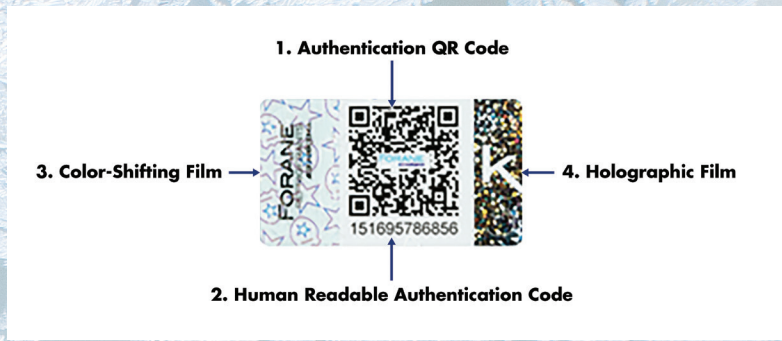 1. Authentication QR Code
3. Color-Shifting Film
FORANE
FORANE
K
4. Holographic Film
151695786856
2. Human Readable Authentication Code